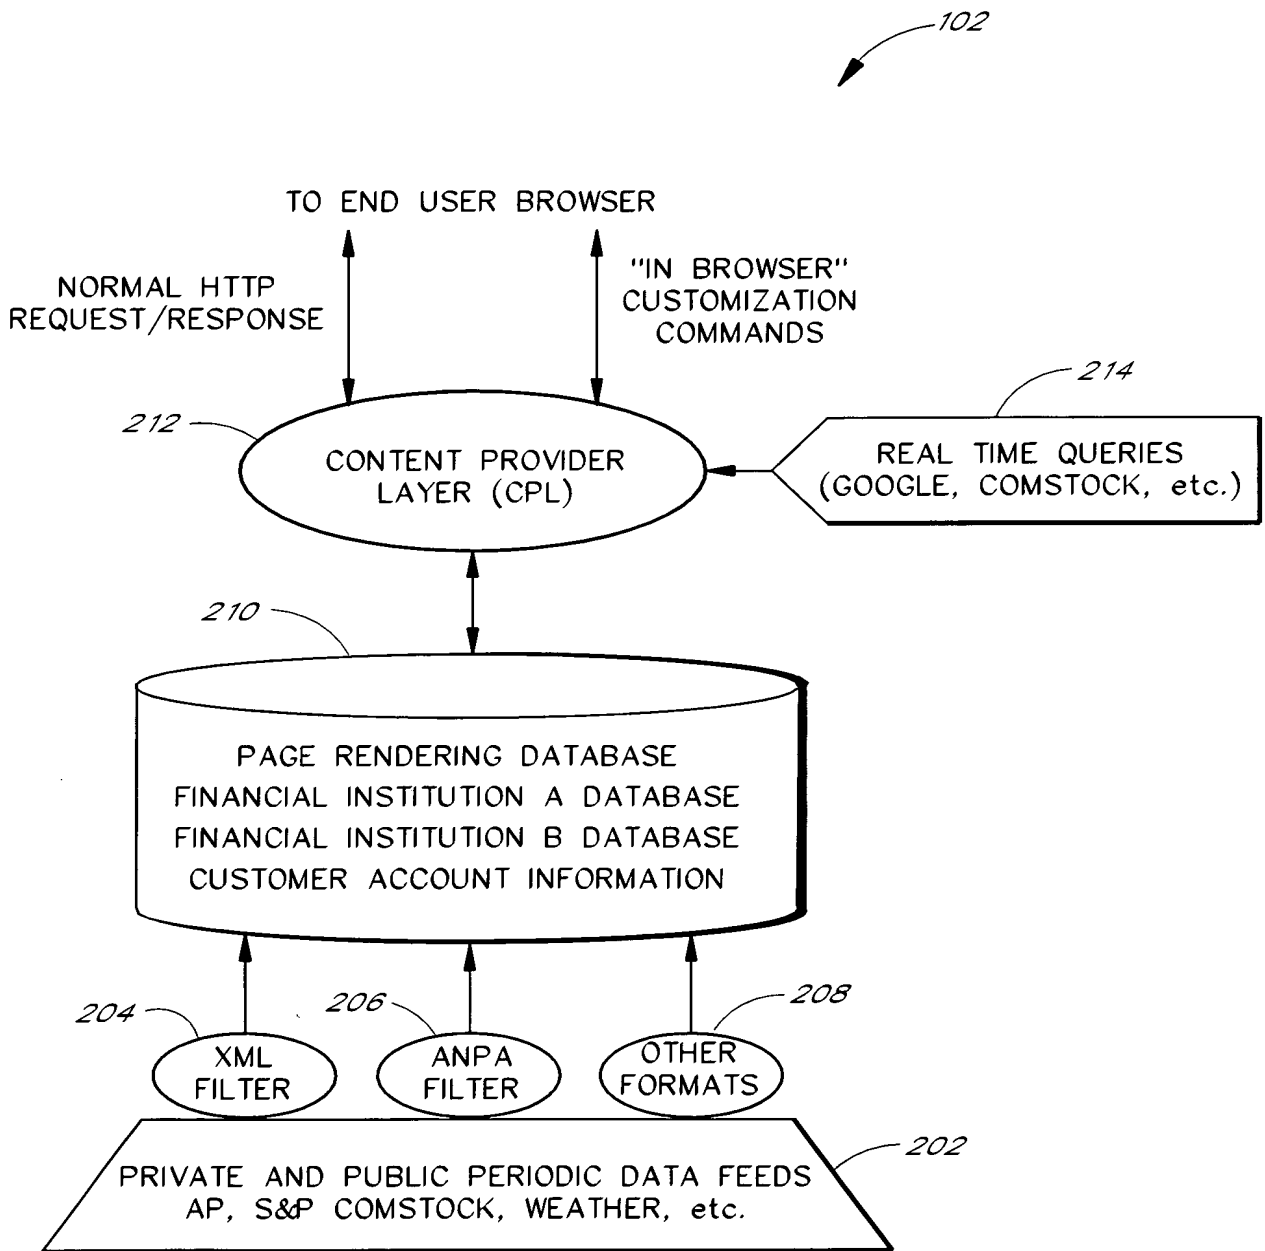 102
TO END USER BROWSER
NORMAL HTTP
REQUEST/RESPONSE
"IN BROWSER"
CUSTOMIZATION
COMMANDS
214
212
CONTENT PROVIDER
LAYER (CPL)
REAL TIME QUERIES
(GOOGLE, COMSTOCK, etc.)
210
PAGE RENDERING DATABASE
FINANCIAL INSTITUTION A DATABASE
FINANCIAL INSTITUTION B DATABASE
CUSTOMER ACCOUNT INFORMATION
204
206
208
XML
FILTER
ANPA
FILTER
OTHER
FORMATS
202
PRIVATE AND PUBLIC PERIODIC DATA FEEDS
AP, S&P COMSTOCK, WEATHER, etc.